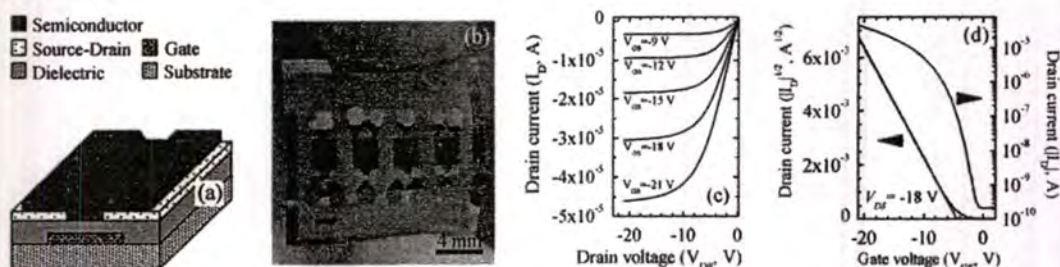 Semiconductor
Source-Drain Gate
Dielectric Substrate
(a)
(b)
4 mm
Drain current (I_D, A)
0
-1x10⁻⁵
-2x10⁻⁵
-3x10⁻⁵
-4x10⁻⁵
-5x10⁻⁵
V_GS=-9 V
V_GS=-12 V
V_GS=-15 V
V_GS=-18 V
V_GS=-21 V
(c)
-20 -10 0
Drain voltage (V_DS, V)
Drain current (|I_D|^1/2, A^1/2)
6x10⁻³
4x10⁻³
2x10⁻³
0
(d)
V_DS = -18 V
10⁻⁵
10⁻⁶
10⁻⁷
10⁻⁸
10⁻⁹
10⁻¹⁰
Drain current (|I_D|, A)
-20 -10 0
Gate voltage (V_GS, V)